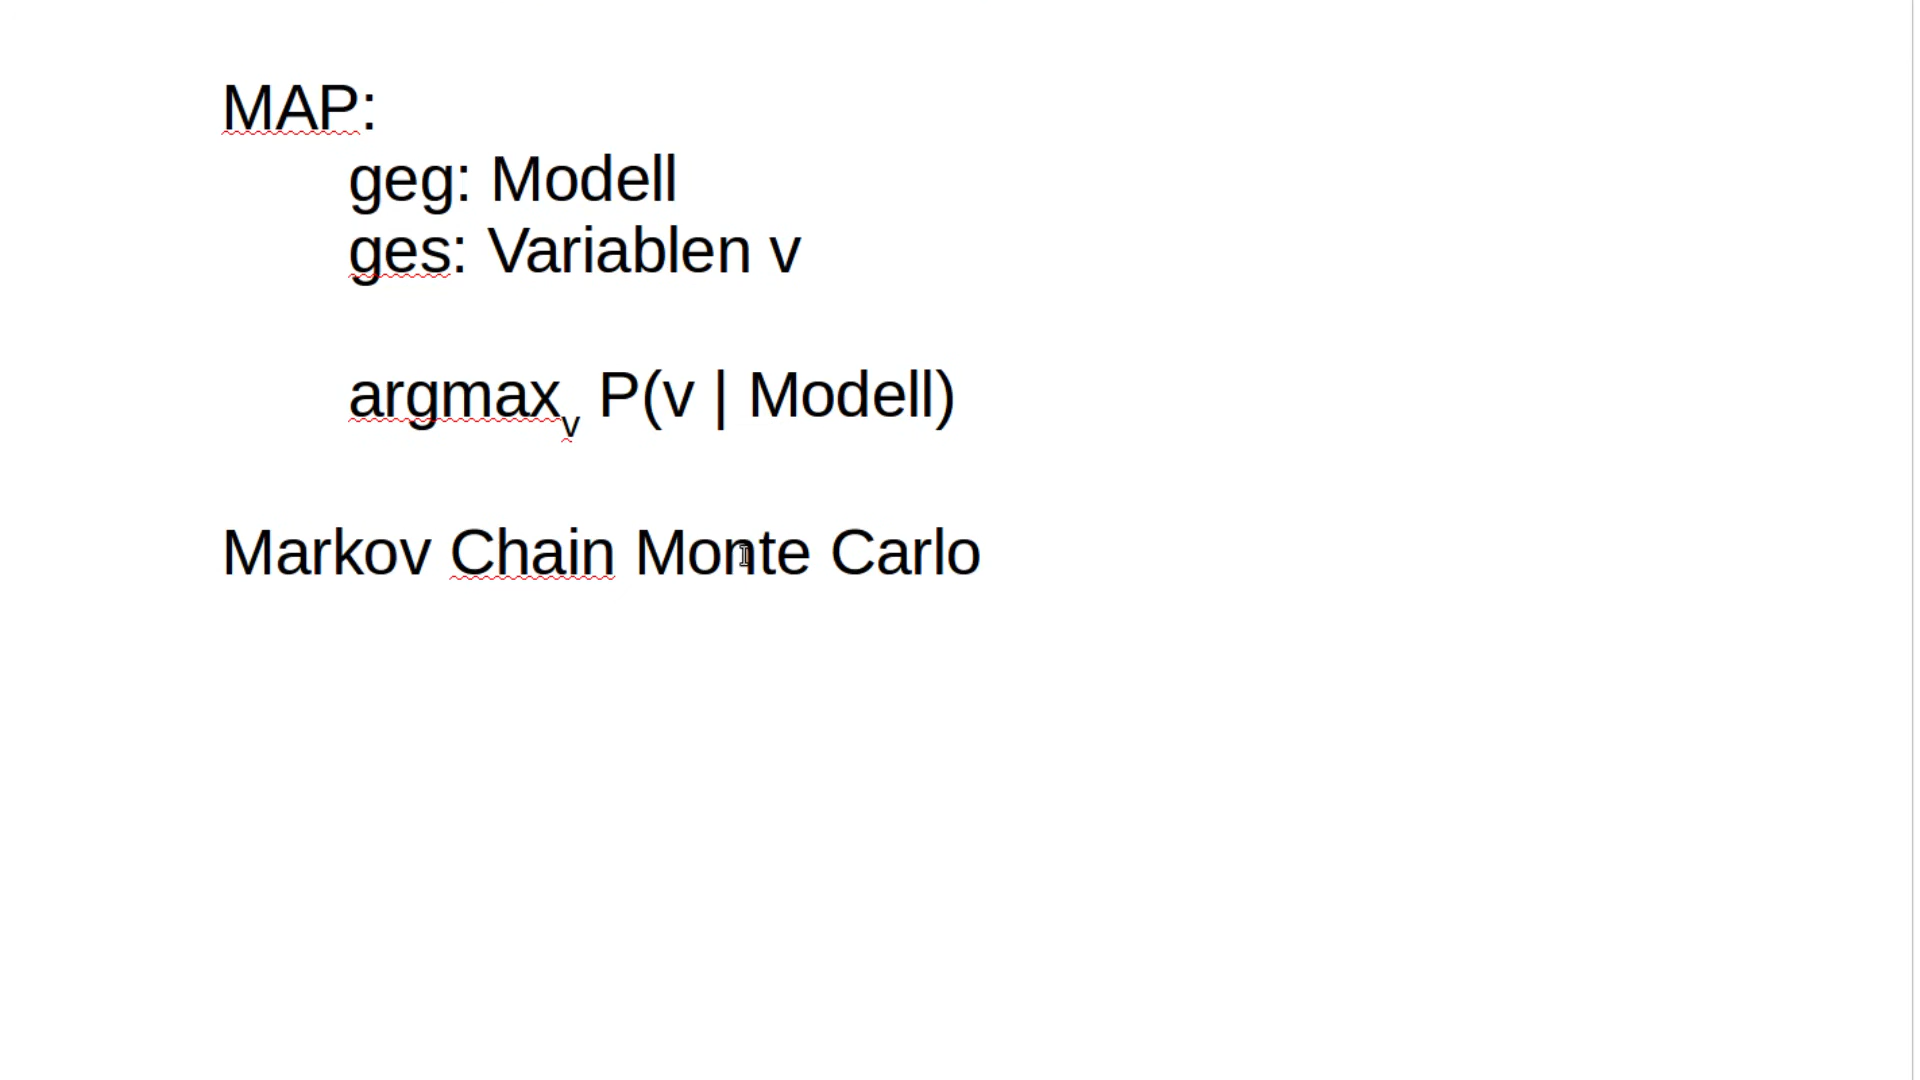 MAP:
geg: Modell
ges: Variablen v
argmaxv P(v | Modell)
Markov Chain Monte Carlo